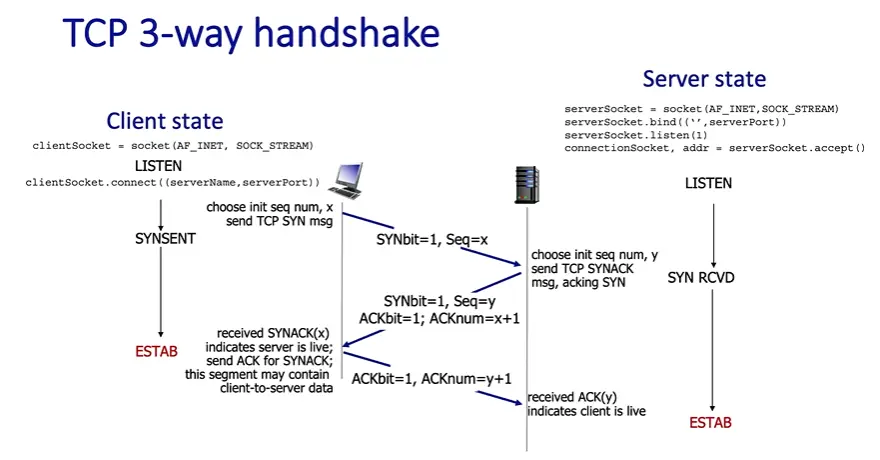 TCP 3-way handshake
Client state
clientSocket = socket(AF_INET, SOCK_STREAM)
LISTEN
clientSocket.connect((serverName,serverPort))
SYNSENT
ESTAB
Server state
serverSocket = socket(AF_INET,SOCK_STREAM)
serverSocket.bind((‘’,serverPort))
serverSocket.listen(1)
connectionSocket, addr = serverSocket.accept()
LISTEN
SYN RCVD
ESTAB
choose init seq num, x
send TCP SYN msg
SYNbit=1, Seq=x
choose init seq num, y
send TCP SYNACK
msg, acking SYN
SYNbit=1, Seq=y
ACKbit=1; ACKnum=x+1
received SYNACK(x)
indicates server is live;
send ACK for SYNACK;
this segment may contain
client-to-server data
ACKbit=1, ACKnum=y+1
received ACK(y)
indicates client is live